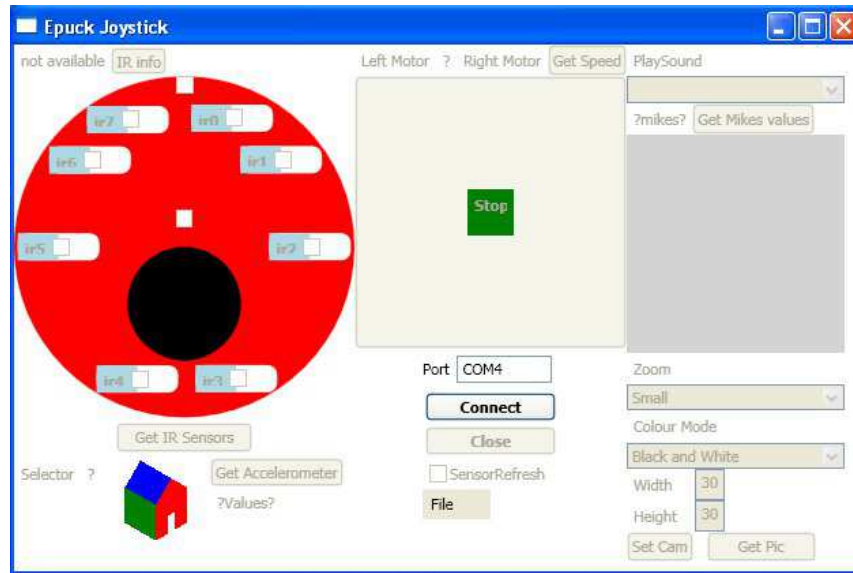 Epuck Joystick
not available IR info Left Motor ? Right Motor Get Speed PlaySound
?mikes? Get Mikes values
ir7 ir0
ir6 ir1
Stop
ir5 ir2
ir4 ir3
Port COM4
Zoom
Small
Connect
Colour Mode
Get IR Sensors
Close
Black and White
Selector ? Get Accelerometer
SensorRefresh
Width 30
?Values?
File
Height 30
Set Cam Get Pic